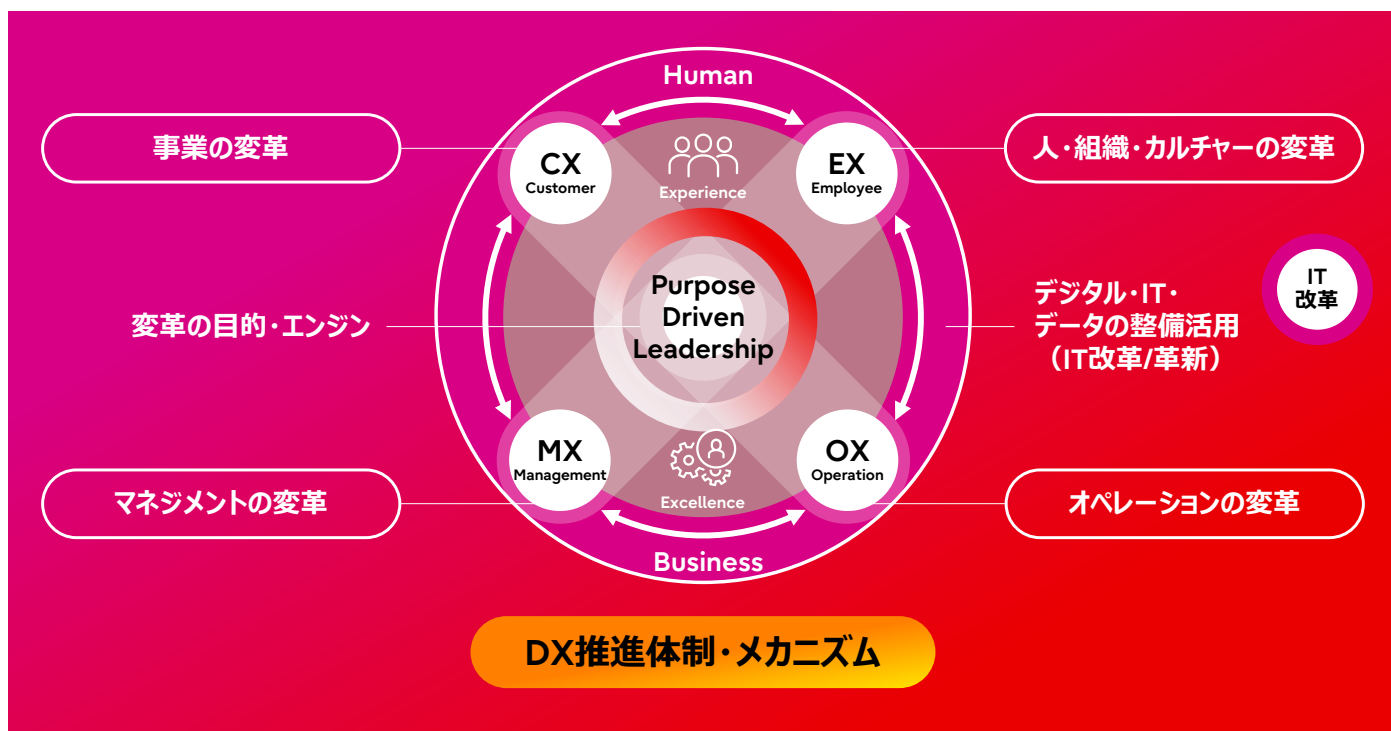 Human
事業の変革
CX
Customer
Experience
EX
Employee
人・組織・カルチャーの変革
変革の目的・エンジン
Purpose
Driven
Leadership
デジタル・IT・
データの整備活用
（IT改革/革新）
IT
改革
マネジメントの変革
MX
Management
Excellence
OX
Operation
オペレーションの変革
Business
DX推進体制・メカニズム